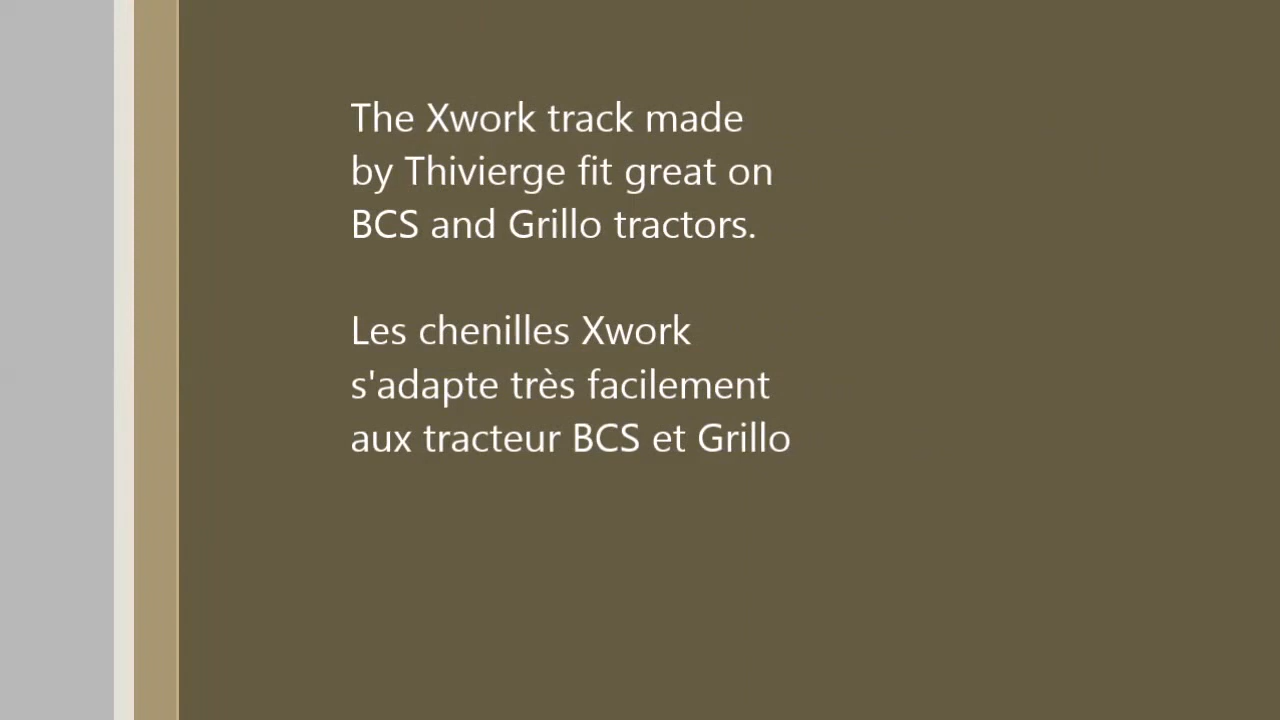 The Xwork track made
by Thivierge fit great on
BCS and Grillo tractors.
Les chenilles Xwork
s'adapte très facilement
aux tracteur BCS et Grillo